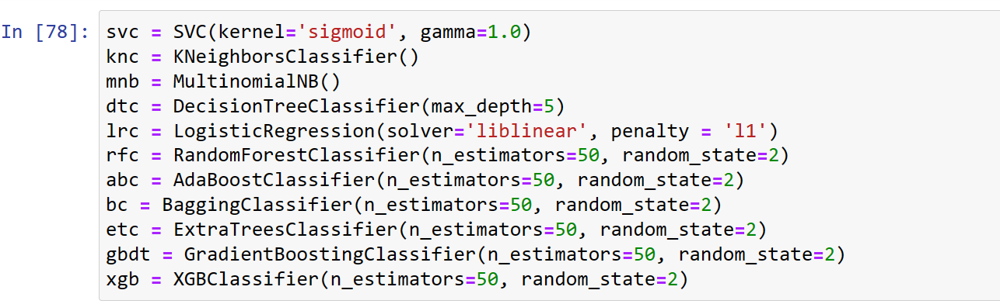 In [78]: svc = SVC(kernel='sigmoid', gamma=1.0)
knc = KNeighborsClassifier()
mnb = MultinomialNB()
dtc = DecisionTreeClassifier(max_depth=5)
lrc = LogisticRegression(solver='liblinear', penalty = 'l1')
rfc = RandomForestClassifier(n_estimators=50, random_state=2)
abc = AdaBoostClassifier(n_estimators=50, random_state=2)
bc = BaggingClassifier(n_estimators=50, random_state=2)
etc = ExtraTreesClassifier(n_estimators=50, random_state=2)
gbdt = GradientBoostingClassifier(n_estimators=50, random_state=2)
xgb = XGBClassifier(n_estimators=50, random_state=2)